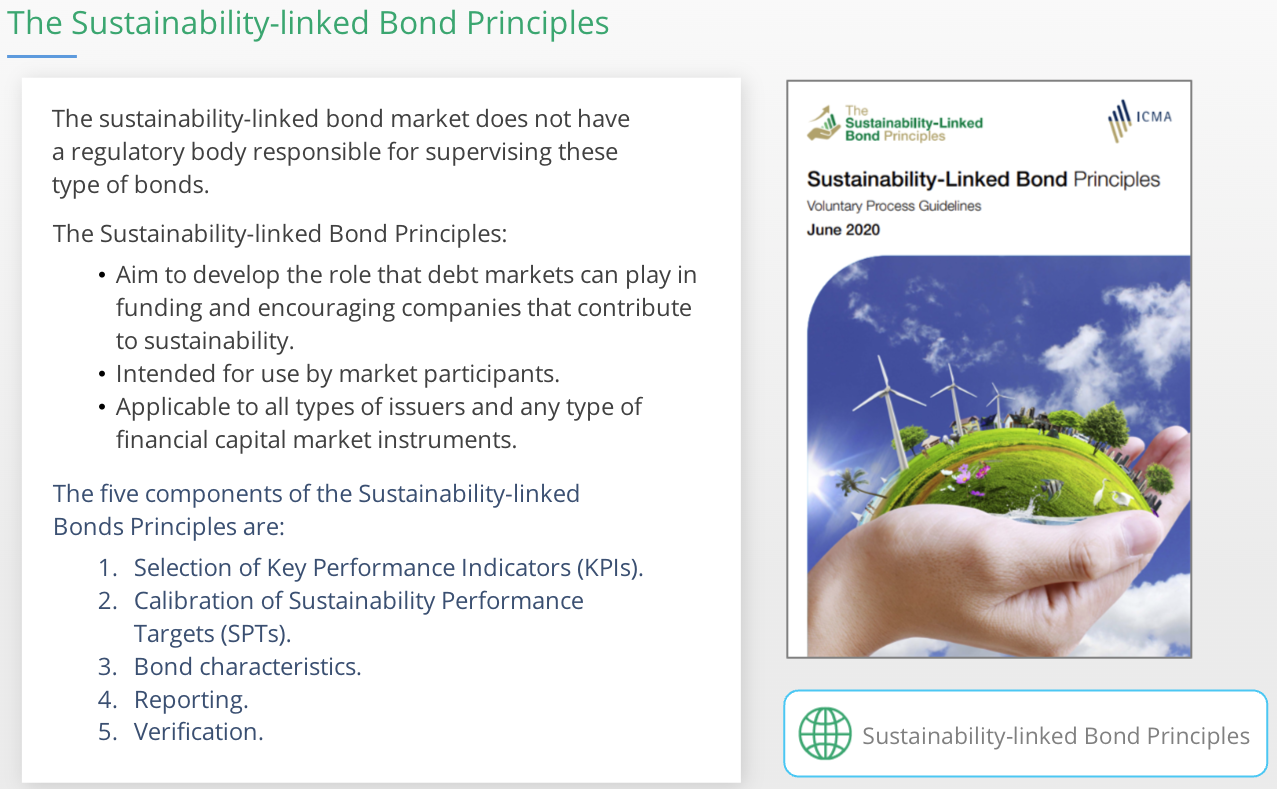 The Sustainability-linked Bond Principles
The sustainability-linked bond market does not have
a regulatory body responsible for supervising these
type of bonds.
The Sustainability-linked Bond Principles:
• Aim to develop the role that debt markets can play in
funding and encouraging companies that contribute
to sustainability.
• Intended for use by market participants.
• Applicable to all types of issuers and any type of
financial capital market instruments.
The five components of the Sustainability-linked
Bonds Principles are:
1. Selection of Key Performance Indicators (KPIs).
2. Calibration of Sustainability Performance
Targets (SPTs).
3. Bond characteristics.
4. Reporting.
5. Verification.
The
Sustainability-Linked
Bond Principles
ICMA
Sustainability-Linked Bond Principles
Voluntary Process Guidelines
June 2020
Sustainability-linked Bond Principles